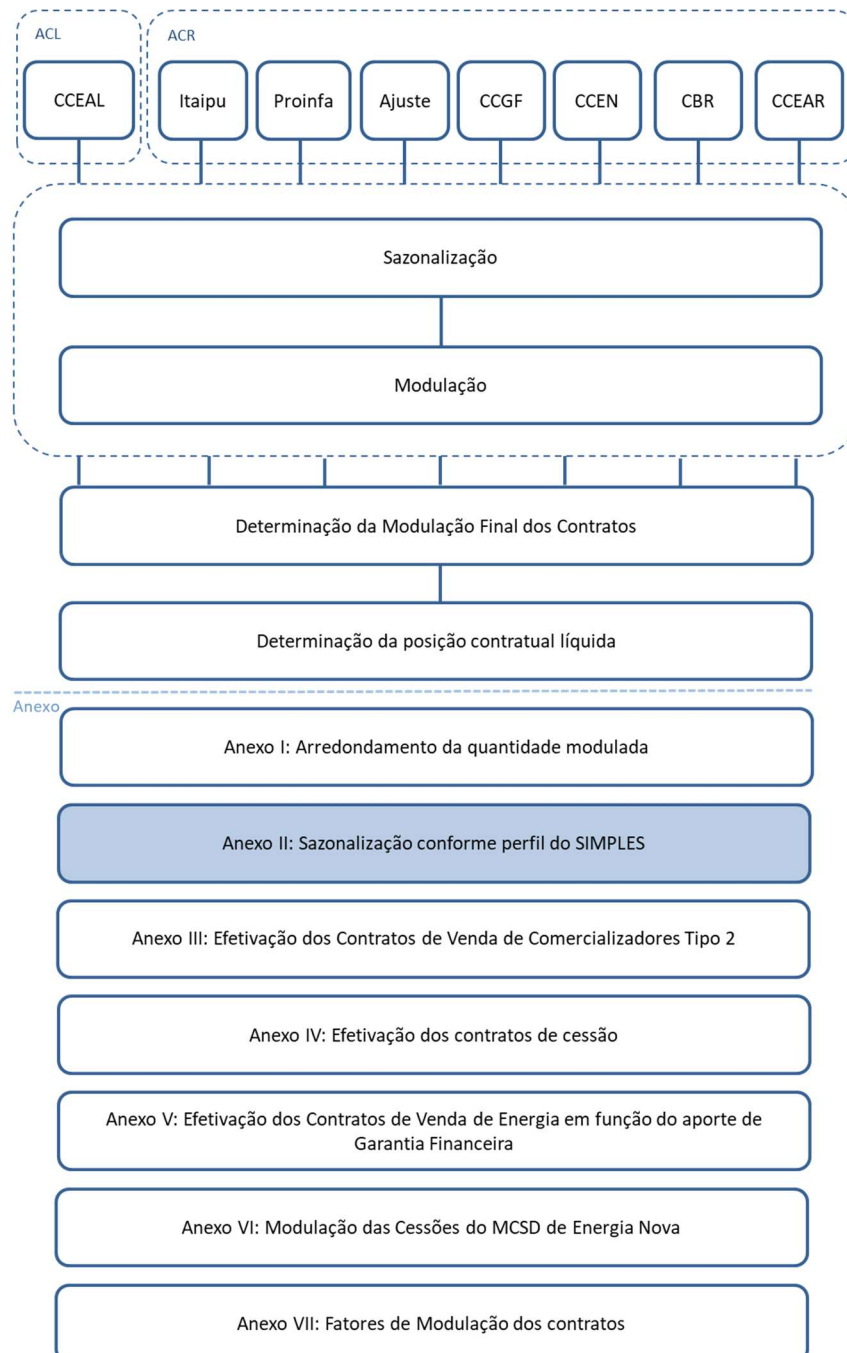 ACL
ACR
CCEAL
Itaipu
Proinfa
Ajuste
CCGF
CCEN
CBR
CCEAR
Sazonalização
Modulação
Determinação da Modulação Final dos Contratos
Determinação da posição contratual líquida
Anexo
Anexo I: Arredondamento da quantidade modulada
Anexo II: Sazonalização conforme perfil do SIMPLES
Anexo III: Efetivação dos Contratos de Venda de Comercializadores Tipo 2
Anexo IV: Efetivação dos contratos de cessão
Anexo V: Efetivação dos Contratos de Venda de Energia em função do aporte de
Garantia Financeira
Anexo VI: Modulação das Cessões do MCSD de Energia Nova
Anexo VII: Fatores de Modulação dos contratos